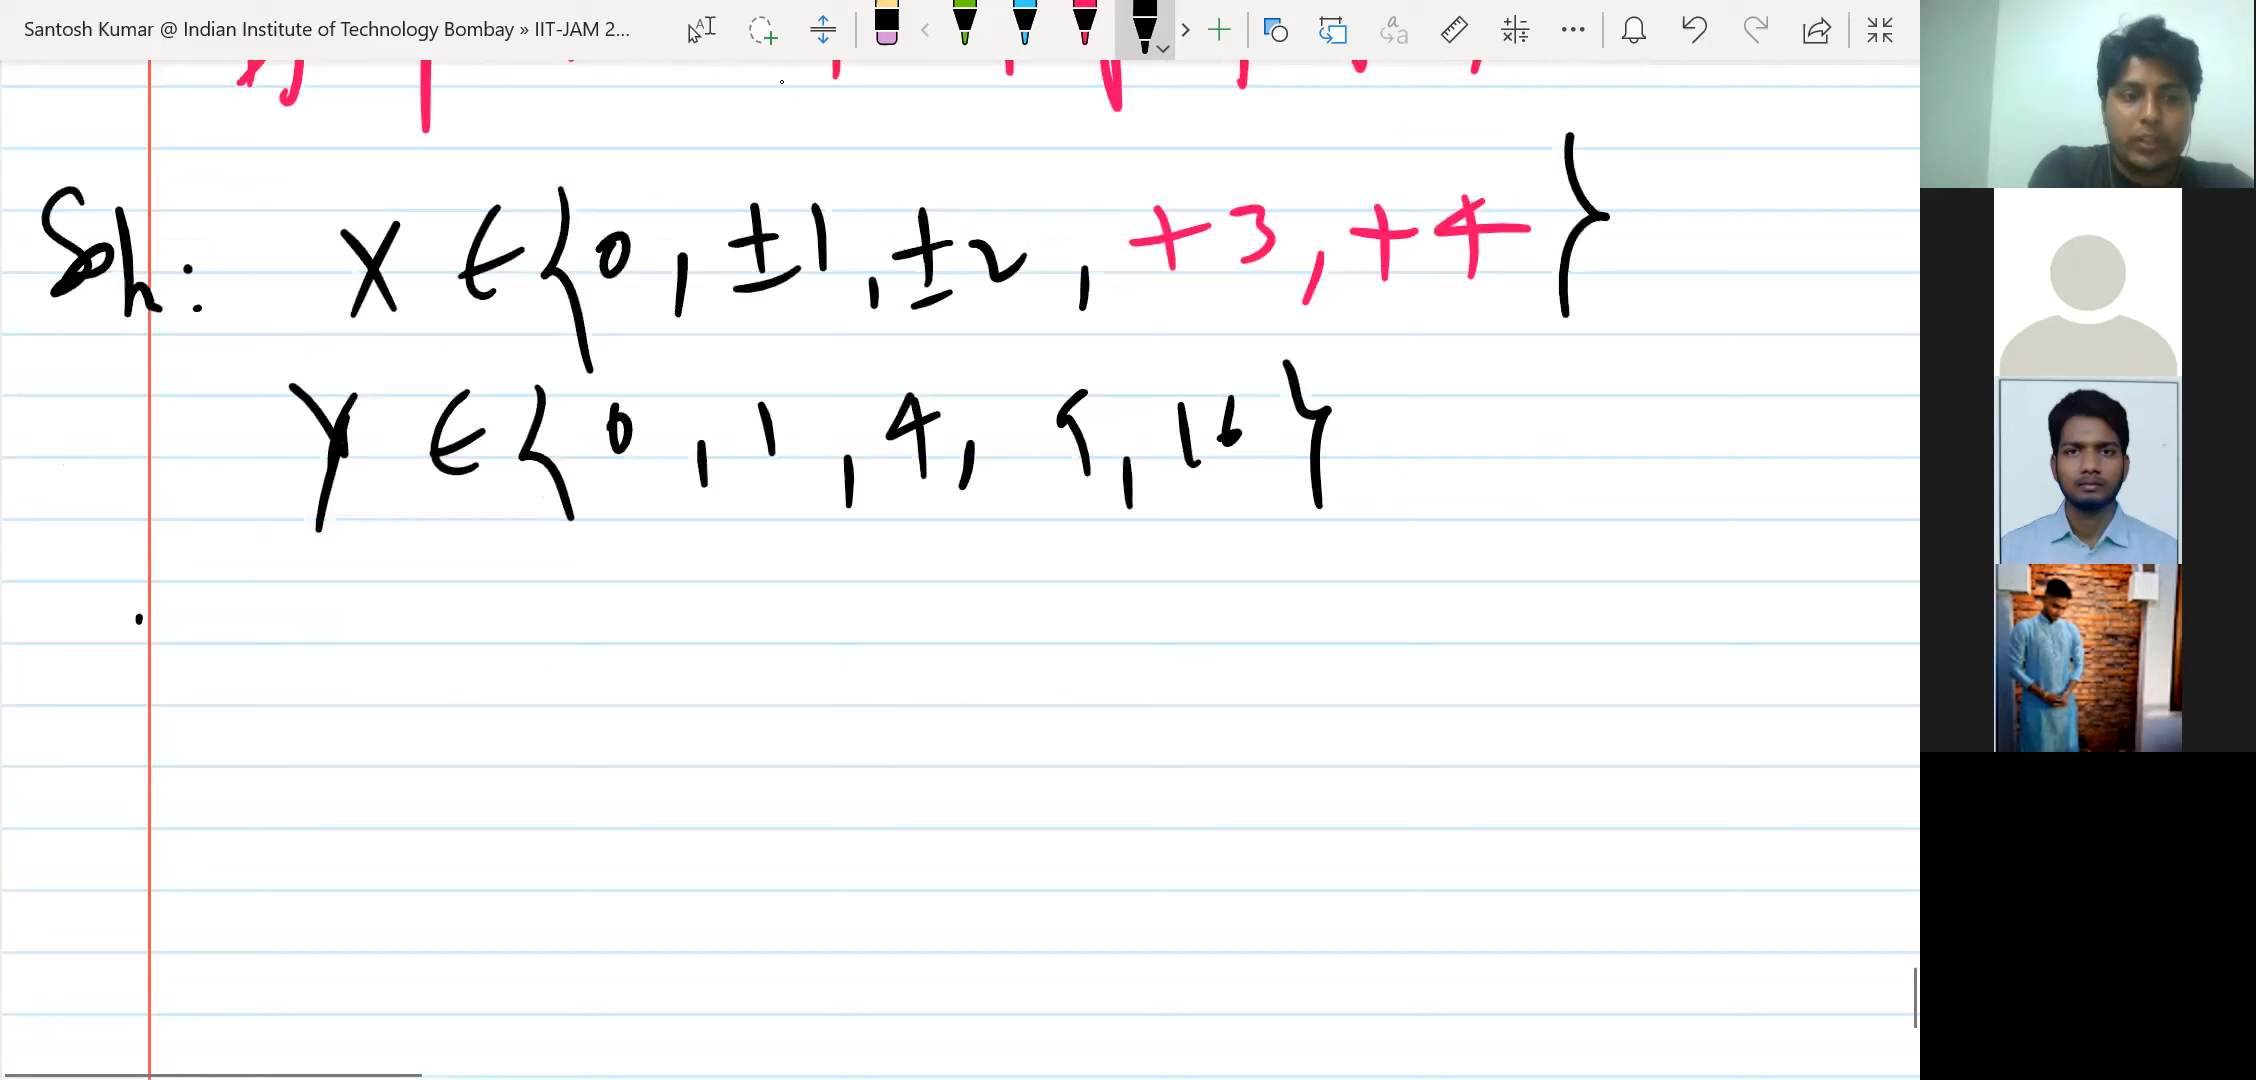 Santosh Kumar @ Indian Institute of Technology Bombay » IIT-JAM 2...
Soln: X ∈ {0, ±1, ±2, +3, +4}
Y ∈ {0, 1, 4, 9, 16}